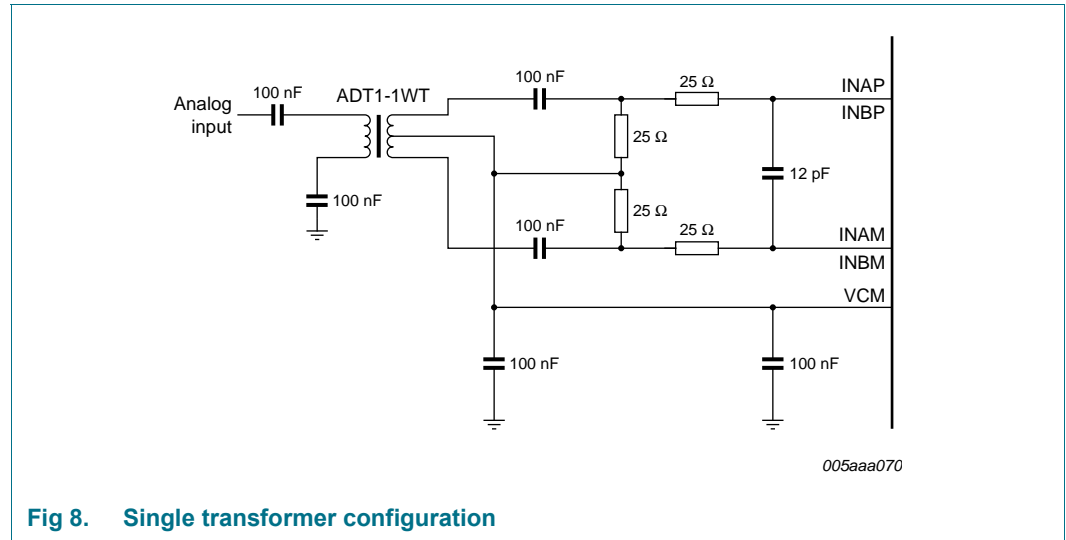 100 nF
25 Ω
INAP
100 nF
ADT1-1WT
Analog
input
INBP
25 Ω
12 pF
100 nF
25 Ω
100 nF
25 Ω
INAM
INBM
VCM
100 nF
100 nF
005aaa070
Fig 8. Single transformer configuration